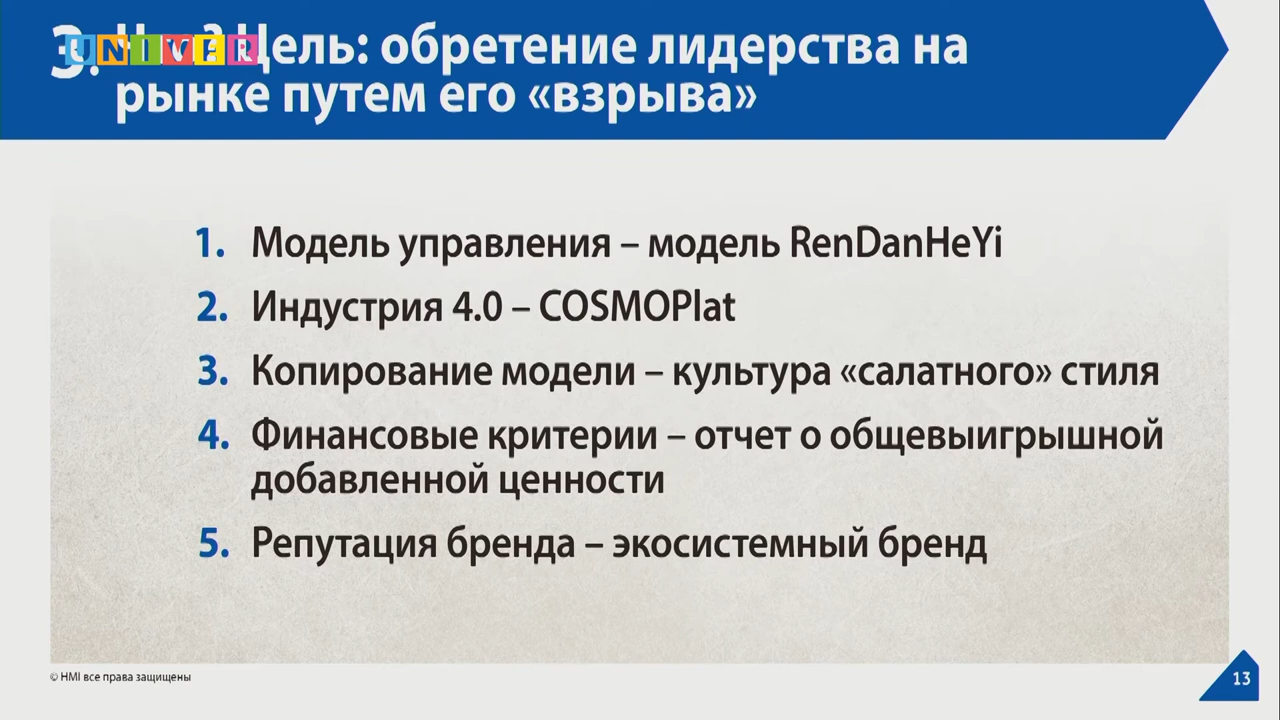 3. Цель: обретение лидерства на
UNIVER
рынке путем его «взрыва»
1. Модель управления – модель RenDanHeYi
2. Индустрия 4.0 – COSMOPlat
3. Копирование модели – культура «салатного» стиля
4. Финансовые критерии – отчет о общевыигрышной
добавленной ценности
5. Репутация бренда – экосистемный бренд
© HMI все права защищены
13